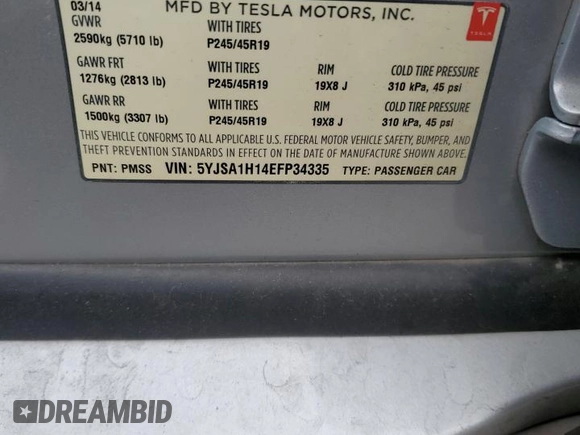 03/14 MFD BY TESLA MOTORS, INC.
GVWR WITH TIRES
2590kg (5710 lb) P245/45R19
TESLA
GAWR FRT WITH TIRES RIM COLD TIRE PRESSURE
1276kg (2813 lb) P245/45R19 19X8 J 310 kPa, 45 psi
GAWR RR WITH TIRES RIM COLD TIRE PRESSURE
1500kg (3307 lb) P245/45R19 19X8 J 310 kPa, 45 psi
THIS VEHICLE CONFORMS TO ALL APPLICABLE U.S. FEDERAL MOTOR VEHICLE SAFETY, BUMPER, AND
THEFT PREVENTION STANDARDS IN EFFECT ON THE DATE OF MANUFACTURE SHOWN ABOVE.
PNT: PMSS VIN: 5YJSA1H14EFP34335 TYPE: PASSENGER CAR
DREAMBID